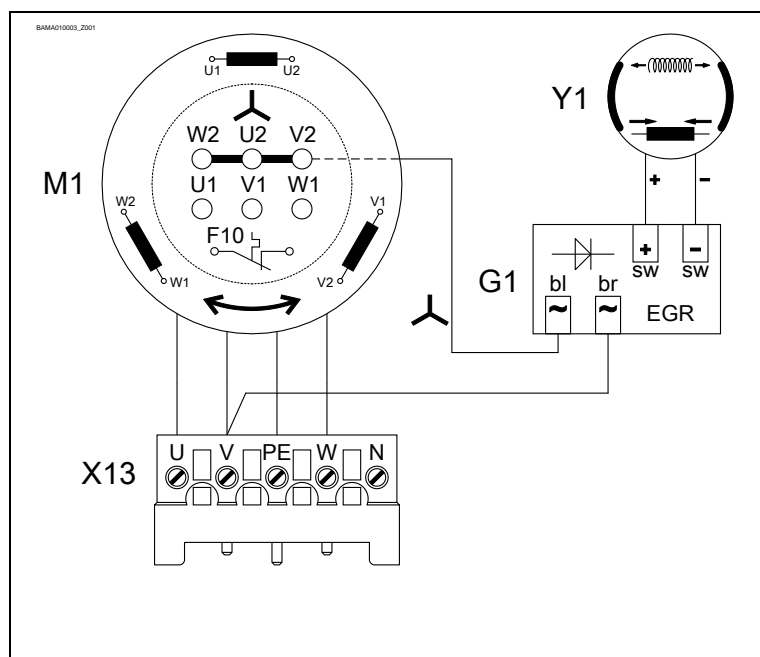 BAMA010003_Z001
U1 U2
Y1
W2 U2 V2
M1
U1 V1 W1
W2
V1
F10
W1
V2
+ -
+ -
sw sw
G1
bl br
~ ~
EGR
U V PE W N
X13